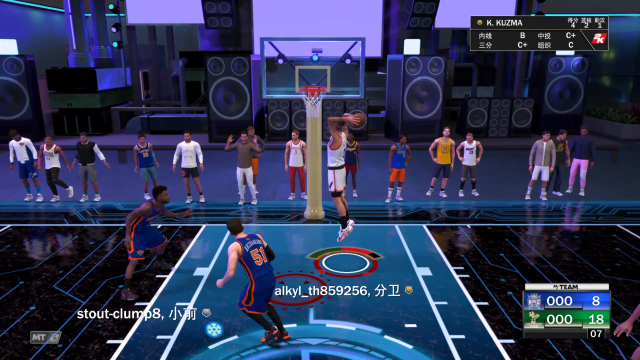 K. KUZMA
得分 篮板 助攻
4 2 1
内线 B 中投 C+
三分 C+ 组织 C
2K
51
alkyl_th859256, 分卫
stout-clump8, 小前
MT
MYTEAM
000 8
000 18
07